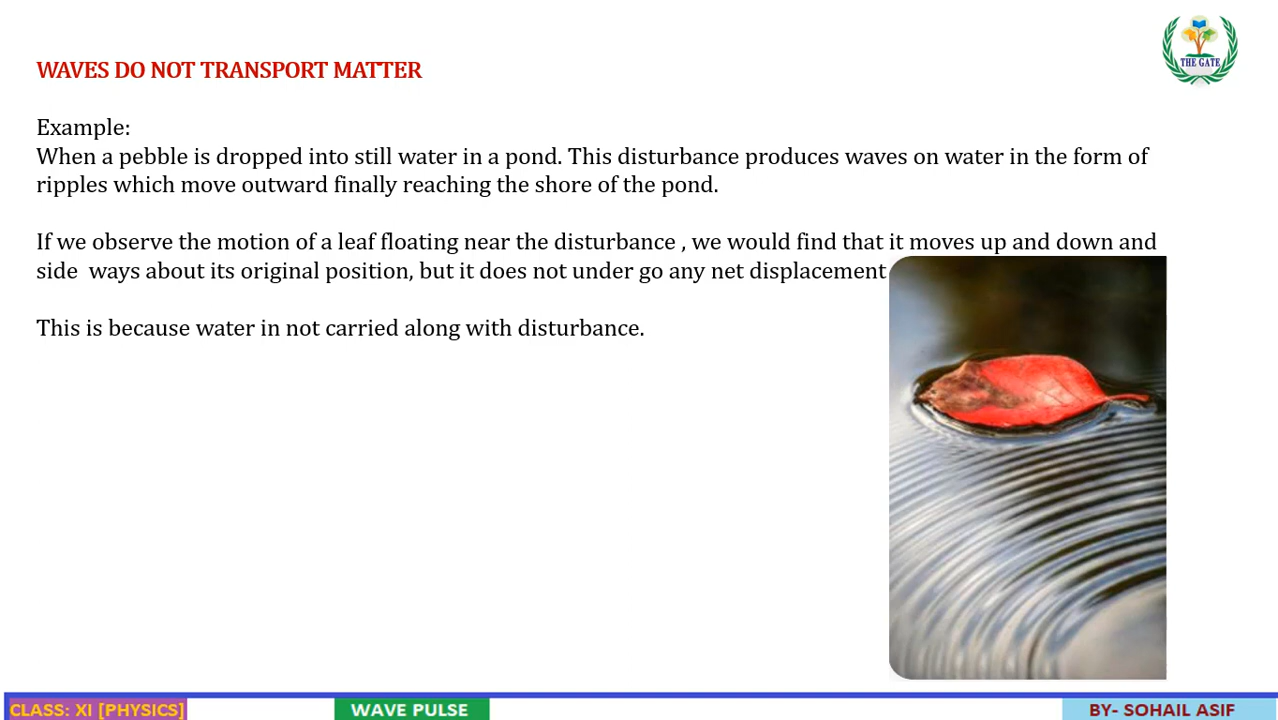 THE GATE
WAVES DO NOT TRANSPORT MATTER
Example:
When a pebble is dropped into still water in a pond. This disturbance produces waves on water in the form of
ripples which move outward finally reaching the shore of the pond.
If we observe the motion of a leaf floating near the disturbance , we would find that it moves up and down and
side  ways about its original position, but it does not under go any net displacement
This is because water in not carried along with disturbance.
CLASS: XI [PHYSICS]
WAVE PULSE
BY- SOHAIL ASIF